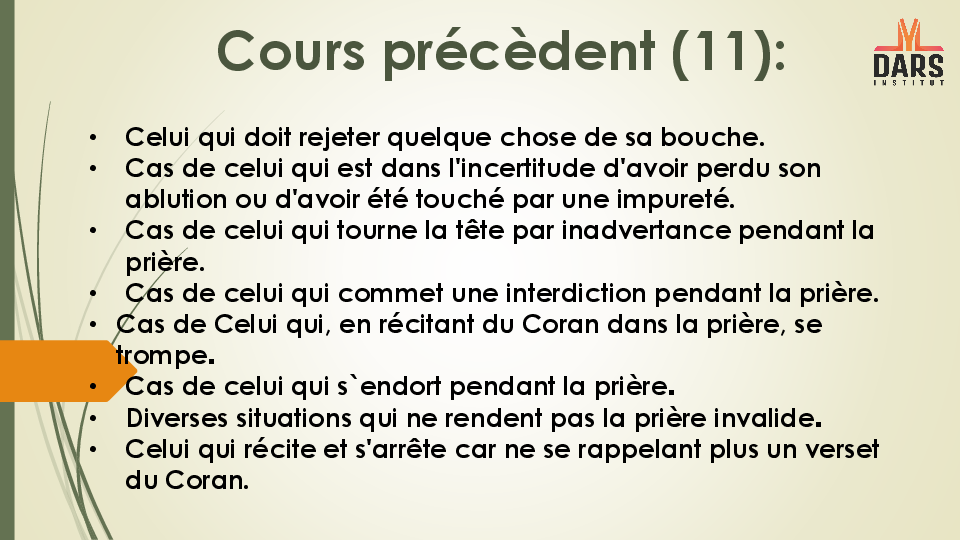 Cours précèdent (11):
DARS
INSTITUT
• Celui qui doit rejeter quelque chose de sa bouche.
• Cas de celui qui est dans l'incertitude d'avoir perdu son
ablution ou d'avoir été touché par une impureté.
• Cas de celui qui tourne la tête par inadvertance pendant la
prière.
• Cas de celui qui commet une interdiction pendant la prière.
• Cas de Celui qui, en récitant du Coran dans la prière, se
trompe.
• Cas de celui qui s`endort pendant la prière.
• Diverses situations qui ne rendent pas la prière invalide.
• Celui qui récite et s'arrête car ne se rappelant plus un verset
du Coran.